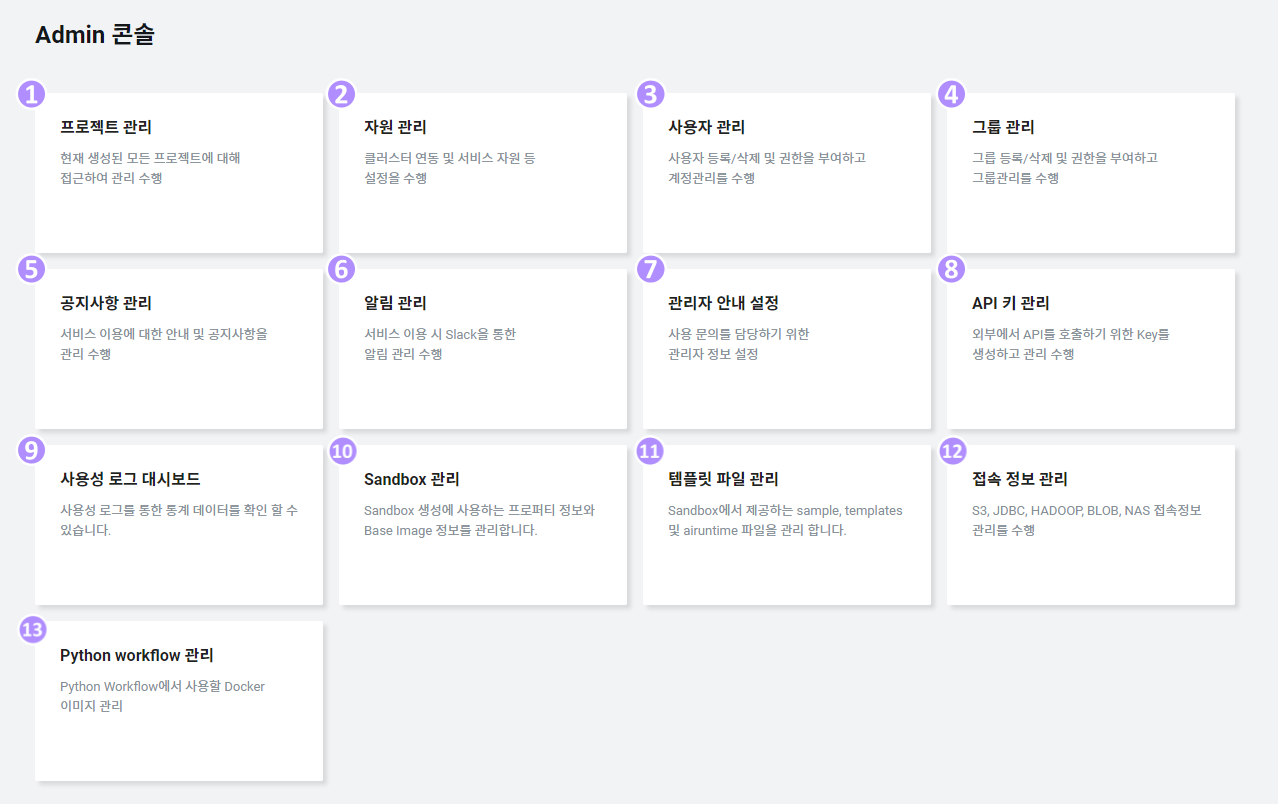 Admin 콘솔
1
프로젝트 관리
현재 생성된 모든 프로젝트에 대해
접근하여 관리 수행
2
자원 관리
클러스터 연동 및 서비스 자원 등
설정을 수행
3
사용자 관리
사용자 등록/삭제 및 권한을 부여하고
계정관리를 수행
4
그룹 관리
그룹 등록/삭제 및 권한을 부여하고
그룹관리를 수행
5
공지사항 관리
서비스 이용에 대한 안내 및 공지사항을
관리 수행
6
알림 관리
서비스 이용 시 Slack을 통한
알림 관리 수행
7
관리자 안내 설정
사용 문의를 담당하기 위한
관리자 정보 설정
8
API 키 관리
외부에서 API를 호출하기 위한 Key를
생성하고 관리 수행
9
사용성 로그 대시보드
사용성 로그를 통한 통계 데이터를 확인 할 수
있습니다.
10
Sandbox 관리
Sandbox 생성에 사용하는 프로퍼티 정보와
Base Image 정보를 관리합니다.
11
템플릿 파일 관리
Sandbox에서 제공하는 sample, templates
및 airuntime 파일을 관리 합니다.
12
접속 정보 관리
S3, JDBC, HADOOP, BLOB, NAS 접속정보
관리를 수행
13
Python workflow 관리
Python Workflow에서 사용할 Docker
이미지 관리